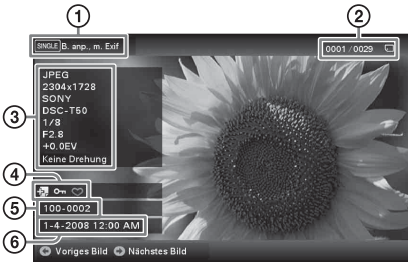 1
2
SINGLE B. anp., m. Exif
0001 / 0029
3
JPEG
2304x1728
SONY
DSC-T50
1/8
F2.8
+0.0EV
Keine Drehung
4
5
100-0002
6
1-4-2008 12:00 AM
Voriges Bild Nächstes Bild